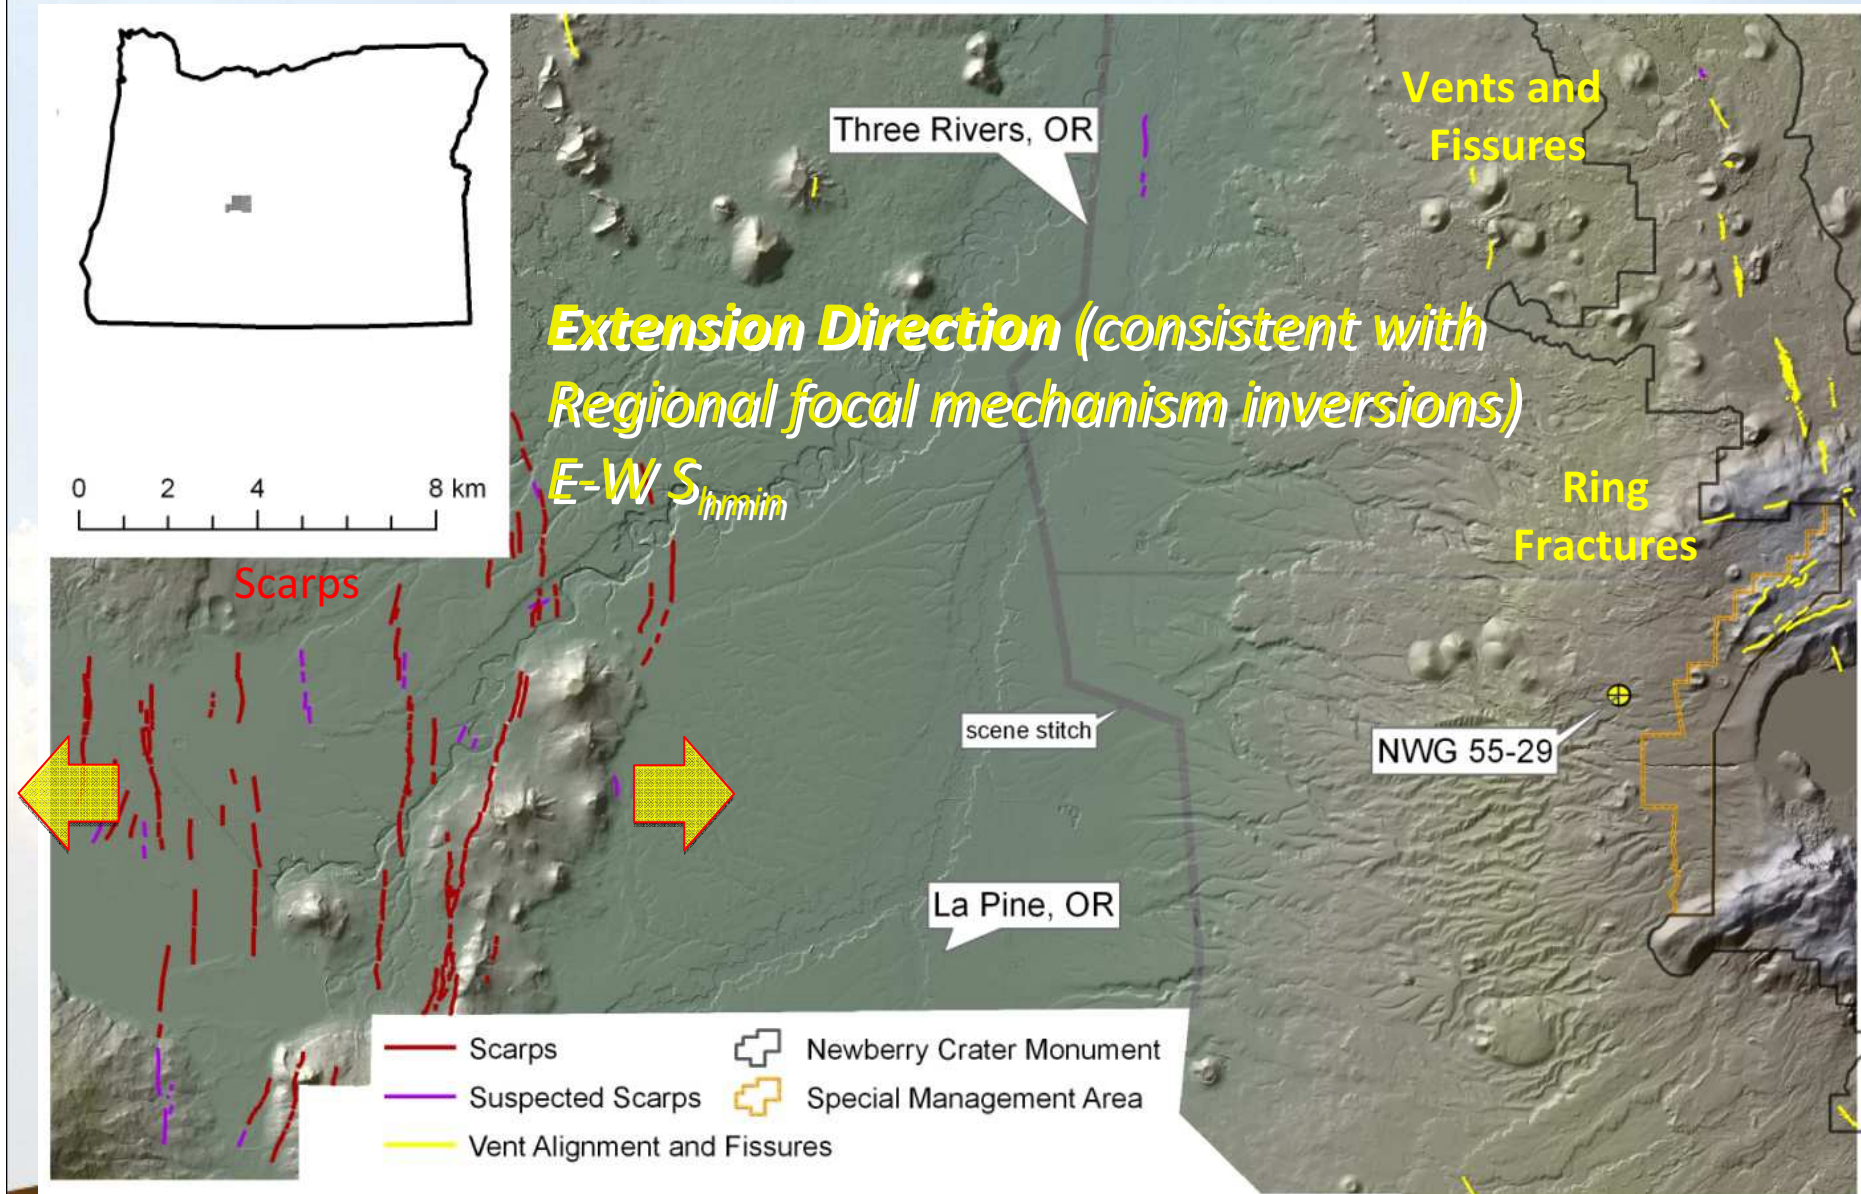 Vents and
Fissures
Three Rivers, OR
Extension Direction (consistent with
Regional focal mechanism inversions)
E-W Shmin
0 2 4 8 km
Ring
Fractures
Scarps
scene stitch
NWG 55-29
La Pine, OR
Scarps
Suspected Scarps
Vent Alignment and Fissures
Newberry Crater Monument
Special Management Area